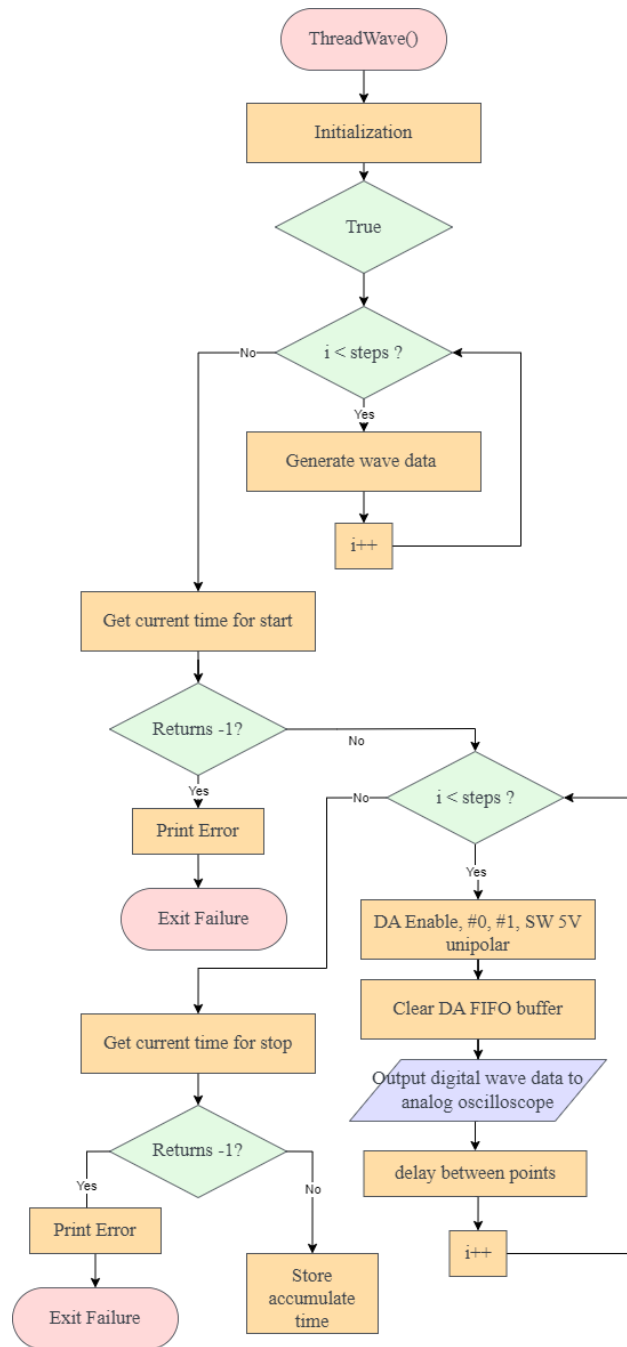 ThreadWave()
Initialization
True
i < steps ?
No
Yes
Generate wave data
i++
Get current time for start
Returns -1?
No
Yes
Print Error
Exit Failure
i < steps ?
No
Yes
DA Enable, #0, #1, SW 5V
unipolar
Clear DA FIFO buffer
Output digital wave data to
analog oscilloscope
delay between points
i++
Get current time for stop
Returns -1?
Yes
No
Print Error
Exit Failure
Store
accumulate
time